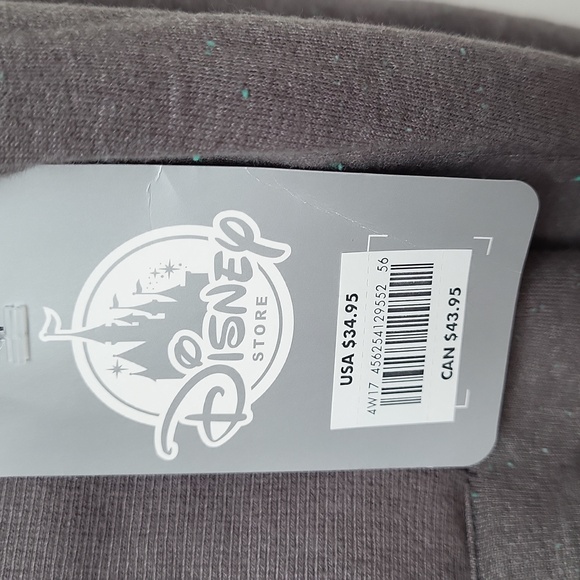 Disney
STORE
USA $34.95
4W17 456254129552 56
CAN $43.95